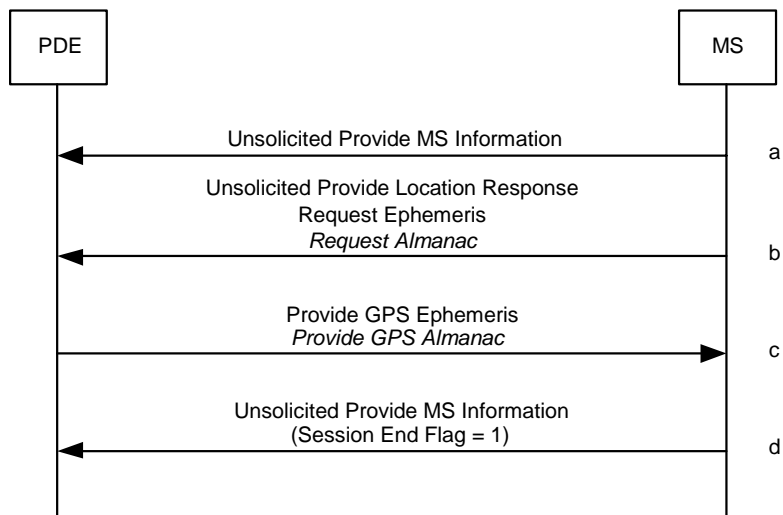 PDE
MS
Unsolicited Provide MS Information
a
Unsolicited Provide Location Response
Request Ephemeris
Request Almanac
b
Provide GPS Ephemeris
Provide GPS Almanac
c
Unsolicited Provide MS Information
(Session End Flag = 1)
d